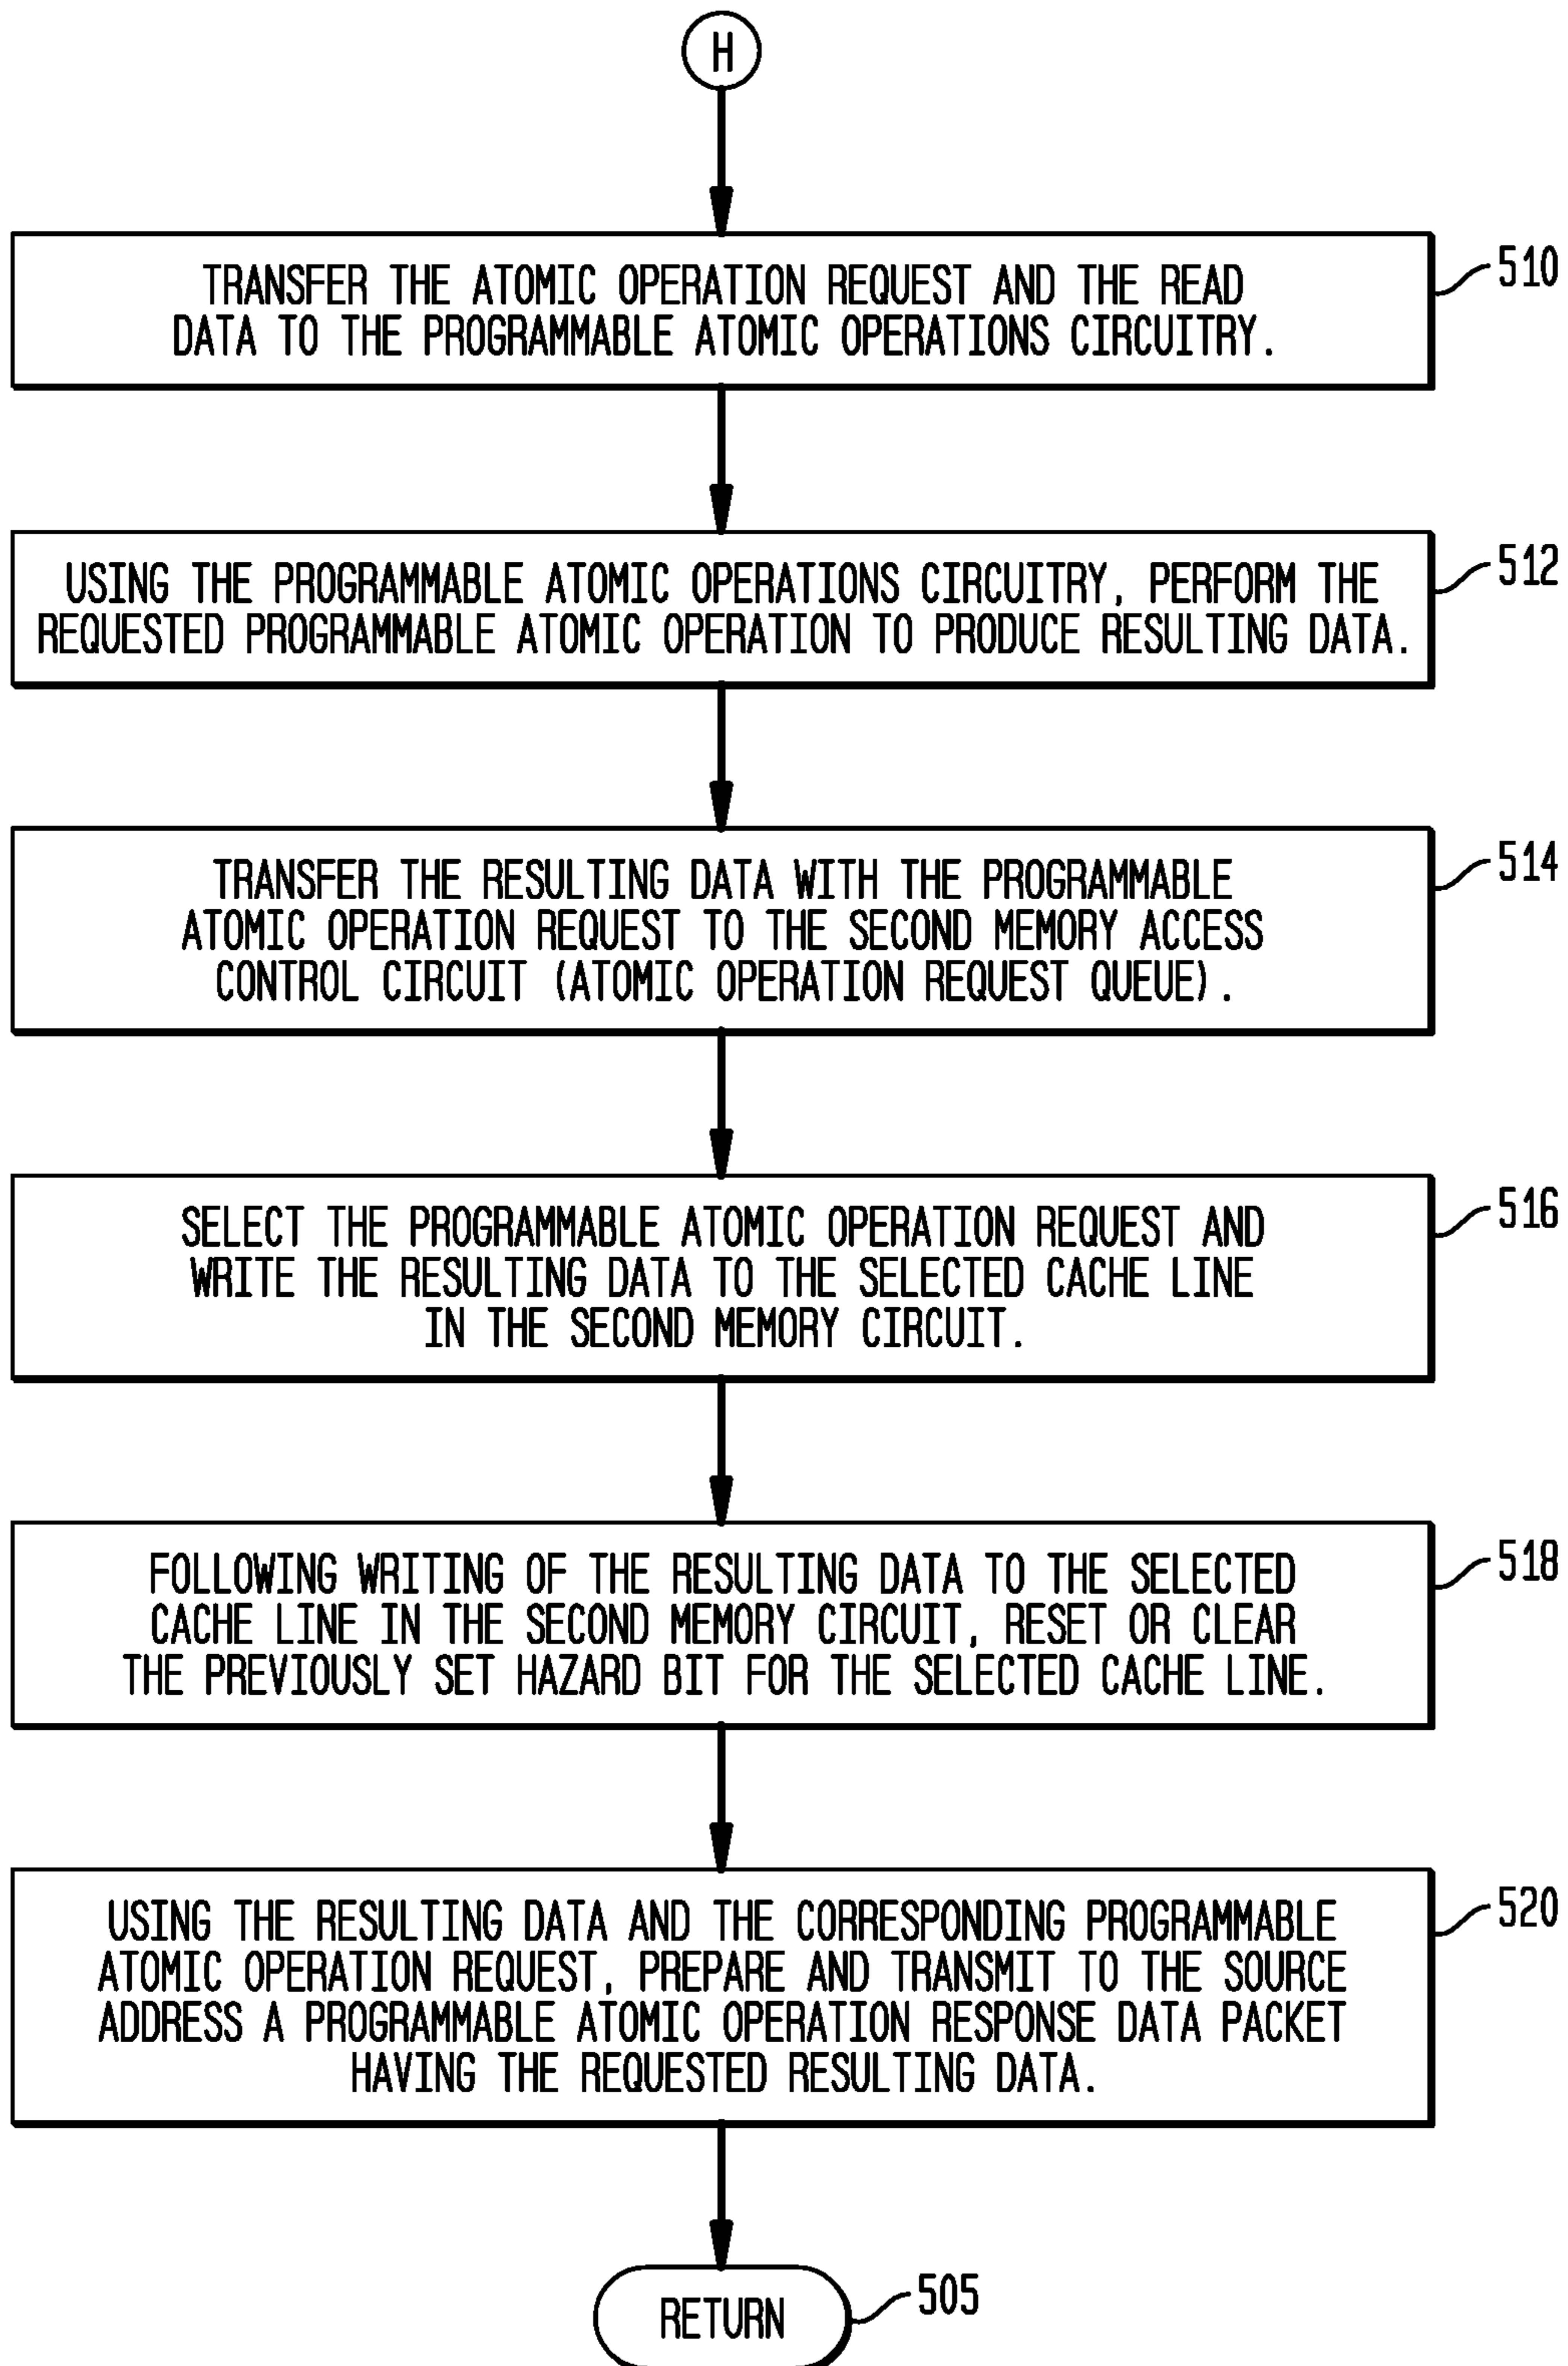 H
TRANSFER THE ATOMIC OPERATION REQUEST AND THE READ
DATA TO THE PROGRAMMABLE ATOMIC OPERATIONS CIRCUITRY.
510
USING THE PROGRAMMABLE ATOMIC OPERATIONS CIRCUITRY, PERFORM THE
REQUESTED PROGRAMMABLE ATOMIC OPERATION TO PRODUCE RESULTING DATA.
512
TRANSFER THE RESULTING DATA WITH THE PROGRAMMABLE
ATOMIC OPERATION REQUEST TO THE SECOND MEMORY ACCESS
CONTROL CIRCUIT (ATOMIC OPERATION REQUEST QUEUE).
514
SELECT THE PROGRAMMABLE ATOMIC OPERATION REQUEST AND
WRITE THE RESULTING DATA TO THE SELECTED CACHE LINE
IN THE SECOND MEMORY CIRCUIT.
516
FOLLOWING WRITING OF THE RESULTING DATA TO THE SELECTED
CACHE LINE IN THE SECOND MEMORY CIRCUIT, RESET OR CLEAR
THE PREVIOUSLY SET HAZARD BIT FOR THE SELECTED CACHE LINE.
518
USING THE RESULTING DATA AND THE CORRESPONDING PROGRAMMABLE
ATOMIC OPERATION REQUEST, PREPARE AND TRANSMIT TO THE SOURCE
ADDRESS A PROGRAMMABLE ATOMIC OPERATION RESPONSE DATA PACKET
HAVING THE REQUESTED RESULTING DATA.
520
RETURN
505